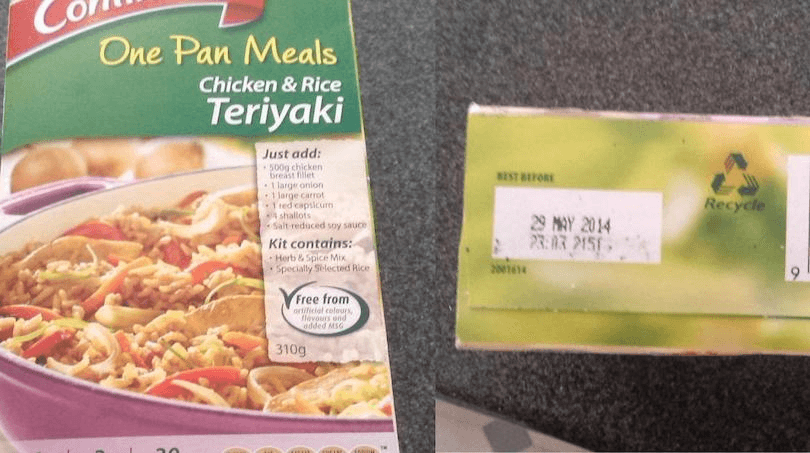 One Pan Meals
Chicken & Rice
Teriyaki
Just add:
• 500g chicken
breast fillet
• 1 large onion
• 1 large carrot
• 1 red capsicum
• 4 shallots
• Salt-reduced soy sauce
Kit contains:
• Herb & Spice Mix
• Specially Selected Rice
Free from
artificial colours,
flavours and
added MSG
310g
BEST BEFORE
29 MAY 2014
2001614
Recycle
9